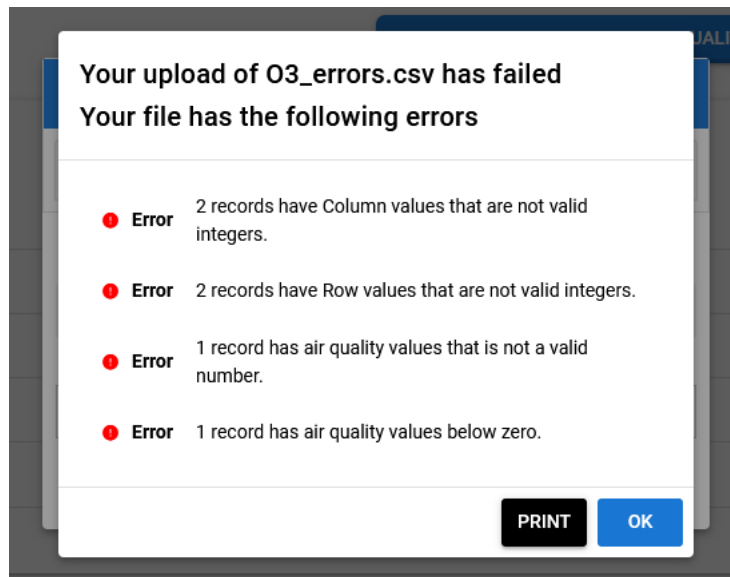 UALI
Your upload of O3_errors.csv has failed
Your file has the following errors
Error 2 records have Column values that are not valid
integers.
Error 2 records have Row values that are not valid integers.
Error 1 record has air quality values that is not a valid
number.
Error 1 record has air quality values below zero.
PRINT OK